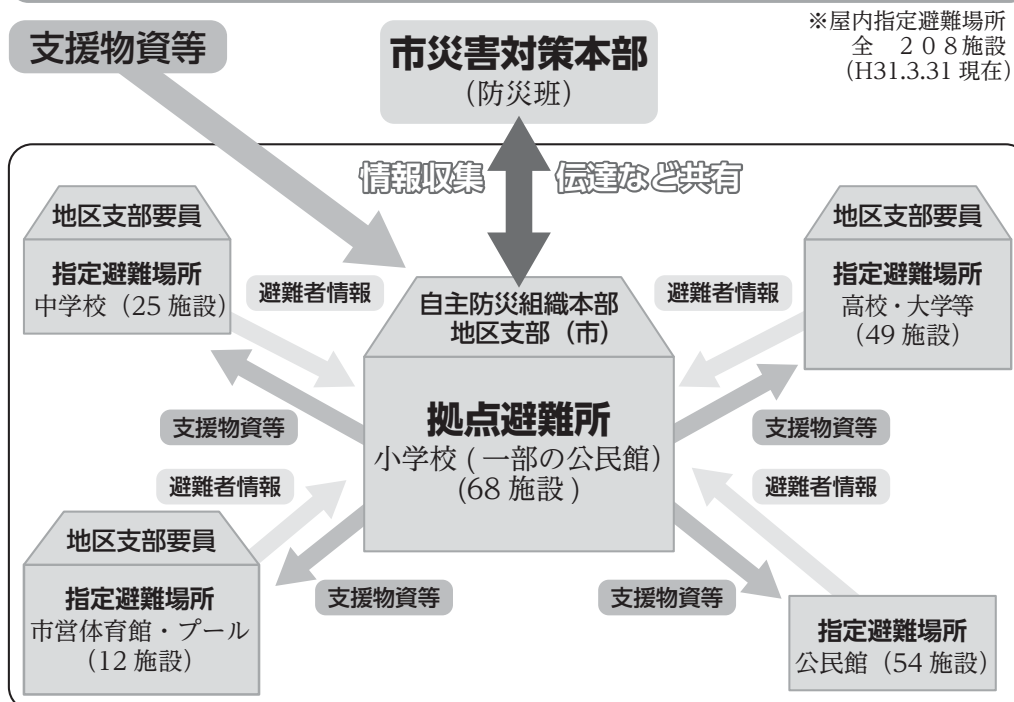 ※屋内指定避難場所
全 208施設
(H31.3.31 現在)
支援物資等
市災害対策本部
(防災班)
情報収集 伝達など共有
地区支部要員
指定避難場所
中学校(25 施設)
避難者情報
自主防災組織本部
地区支部(市)
避難者情報
地区支部要員
指定避難場所
高校・大学等
(49 施設)
拠点避難所
小学校 ( 一部の公民館)
(68 施設 )
支援物資等
支援物資等
避難者情報
避難者情報
地区支部要員
指定避難場所
市営体育館・プール
(12 施設)
支援物資等
支援物資等
指定避難場所
公民館(54 施設)